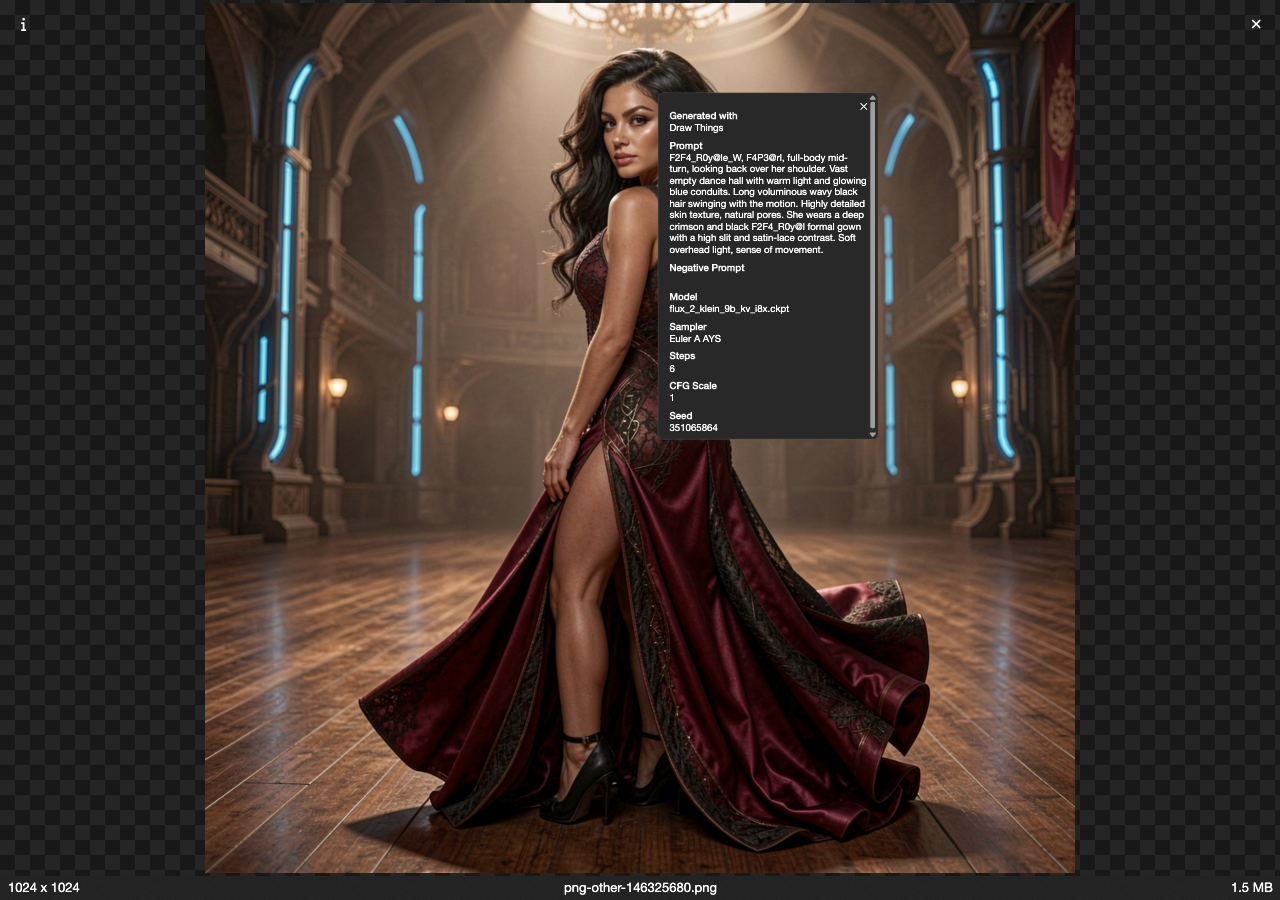 i
×
×
Generated with
Draw Things
Prompt
F2F4_R0y@le_W, F4P3@rl, full-body mid-
turn, looking back over her shoulder. Vast
empty dance hall with warm light and glowing
blue conduits. Long voluminous wavy black
hair swinging with the motion. Highly detailed
skin texture, natural pores. She wears a deep
crimson and black F2F4_R0y@l formal gown
with a high slit and satin-lace contrast. Soft
overhead light, sense of movement.
Negative Prompt
Model
flux_2_klein_9b_kv_i8x.ckpt
Sampler
Euler A AYS
Steps
6
CFG Scale
1
Seed
351065864
1024 x 1024
png-other-146325680.png
1.5 MB